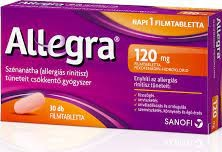 NAPI 1 FILMTABLETTA
Allegra®
120 mg
FILMTABLETTA
Szénanátha (allergiás rinitisz)
tüneteit csökkentő gyógyszer
Enyhíti az allergiás
rinitisz tüneteit:
30 db
FILMTABLETTA
SANOFI